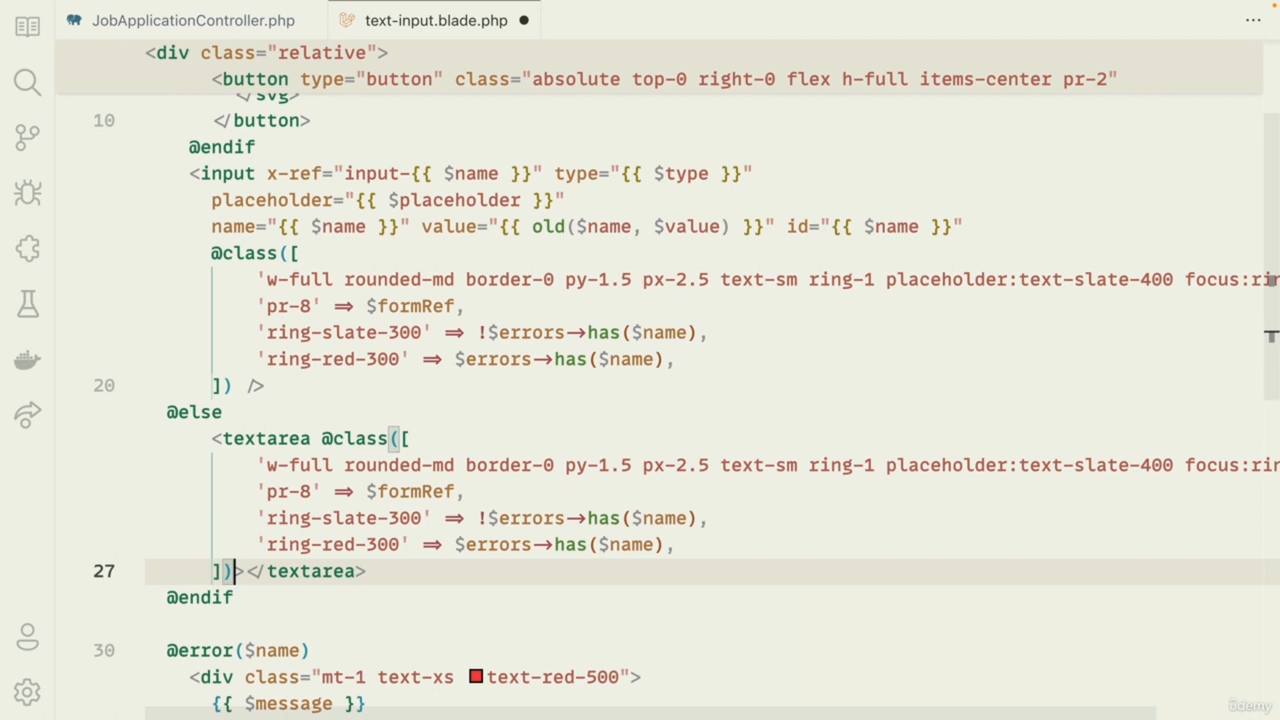 JobApplicationController.php
text-input.blade.php
<div class="relative">
<button type="button" class="absolute top-0 right-0 flex h-full items-center pr-2"
</svg>
10 </button>
@endif
<input x-ref="input-{{ $name }}" type="{{ $type }}"
placeholder="{{ $placeholder }}"
name="{{ $name }}" value="{{ old($name, $value) }}" id="{{ $name }}"
@class([
'w-full rounded-md border-0 py-1.5 px-2.5 text-sm ring-1 placeholder:text-slate-400 focus:rin
'pr-8' => $formRef,
'ring-slate-300' => !$errors->has($name),
'ring-red-300' => $errors->has($name),
20 ]) />
@else
<textarea @class([
'w-full rounded-md border-0 py-1.5 px-2.5 text-sm ring-1 placeholder:text-slate-400 focus:rin
'pr-8' => $formRef,
'ring-slate-300' => !$errors->has($name),
'ring-red-300' => $errors->has($name),
27 ])></textarea>
@endif
30 @error($name)
<div class="mt-1 text-xs text-red-500">
{{ $message }}
ûdemy